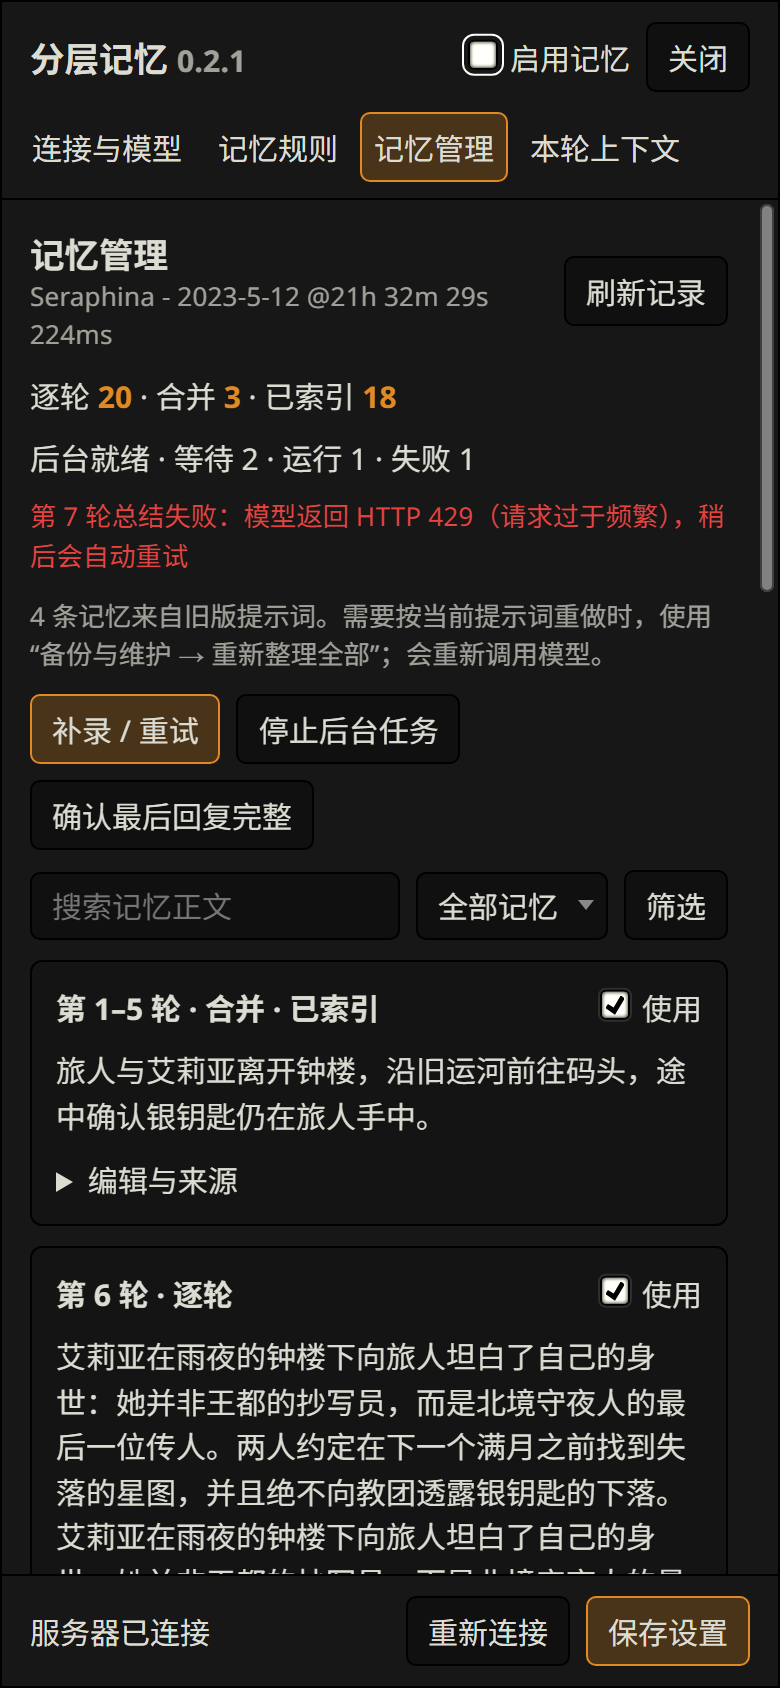 分层记忆 0.2.1 启用记忆 关闭
连接与模型 记忆规则 记忆管理 本轮上下文
记忆管理
Seraphina - 2023-5-12 @21h 32m 29s
224ms
刷新记录
逐轮 20 · 合并 3 · 已索引 18
后台就绪 · 等待 2 · 运行 1 · 失败 1
第 7 轮总结失败：模型返回 HTTP 429（请求过于频繁），稍
后会自动重试
4 条记忆来自旧版提示词。需要按当前提示词重做时，使用
“备份与维护 → 重新整理全部”；会重新调用模型。
补录 / 重试 停止后台任务
确认最后回复完整
搜索记忆正文 全部记忆 筛选
第 1–5 轮 · 合并 · 已索引 使用
旅人与艾莉亚离开钟楼，沿旧运河前往码头，途
中确认银钥匙仍在旅人手中。
▶ 编辑与来源
第 6 轮 · 逐轮 使用
艾莉亚在雨夜的钟楼下向旅人坦白了自己的身
世：她并非王都的抄写员，而是北境守夜人的最
后一位传人。两人约定在下一个满月之前找到失
落的星图，并且绝不向教团透露银钥匙的下落。
艾莉亚在雨夜的钟楼下向旅人坦白了自己的身
服务器已连接 重新连接 保存设置